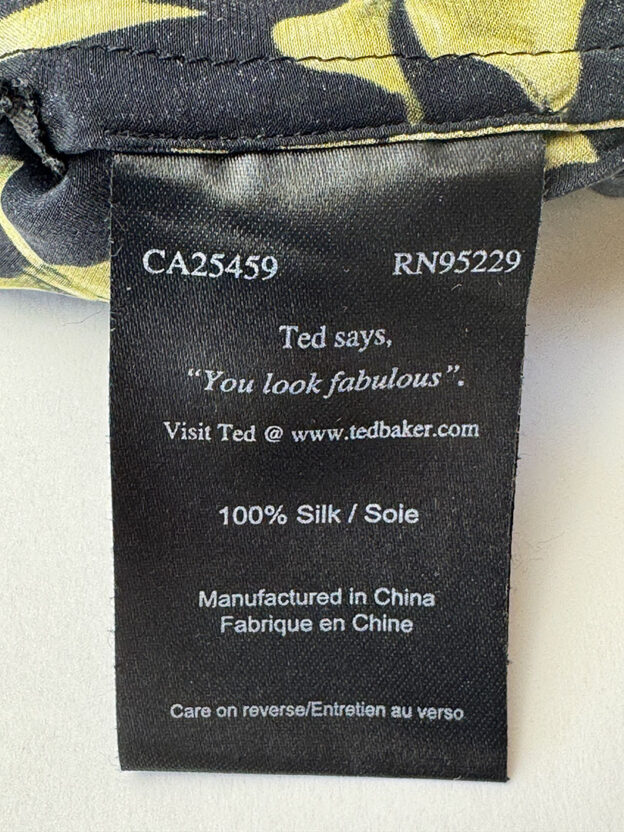 CA25459 RN95229
Ted says,
“You look fabulous”.
Visit Ted @ www.tedbaker.com
100% Silk / Soie
Manufactured in China
Fabrique en Chine
Care on reverse/Entretien au verso